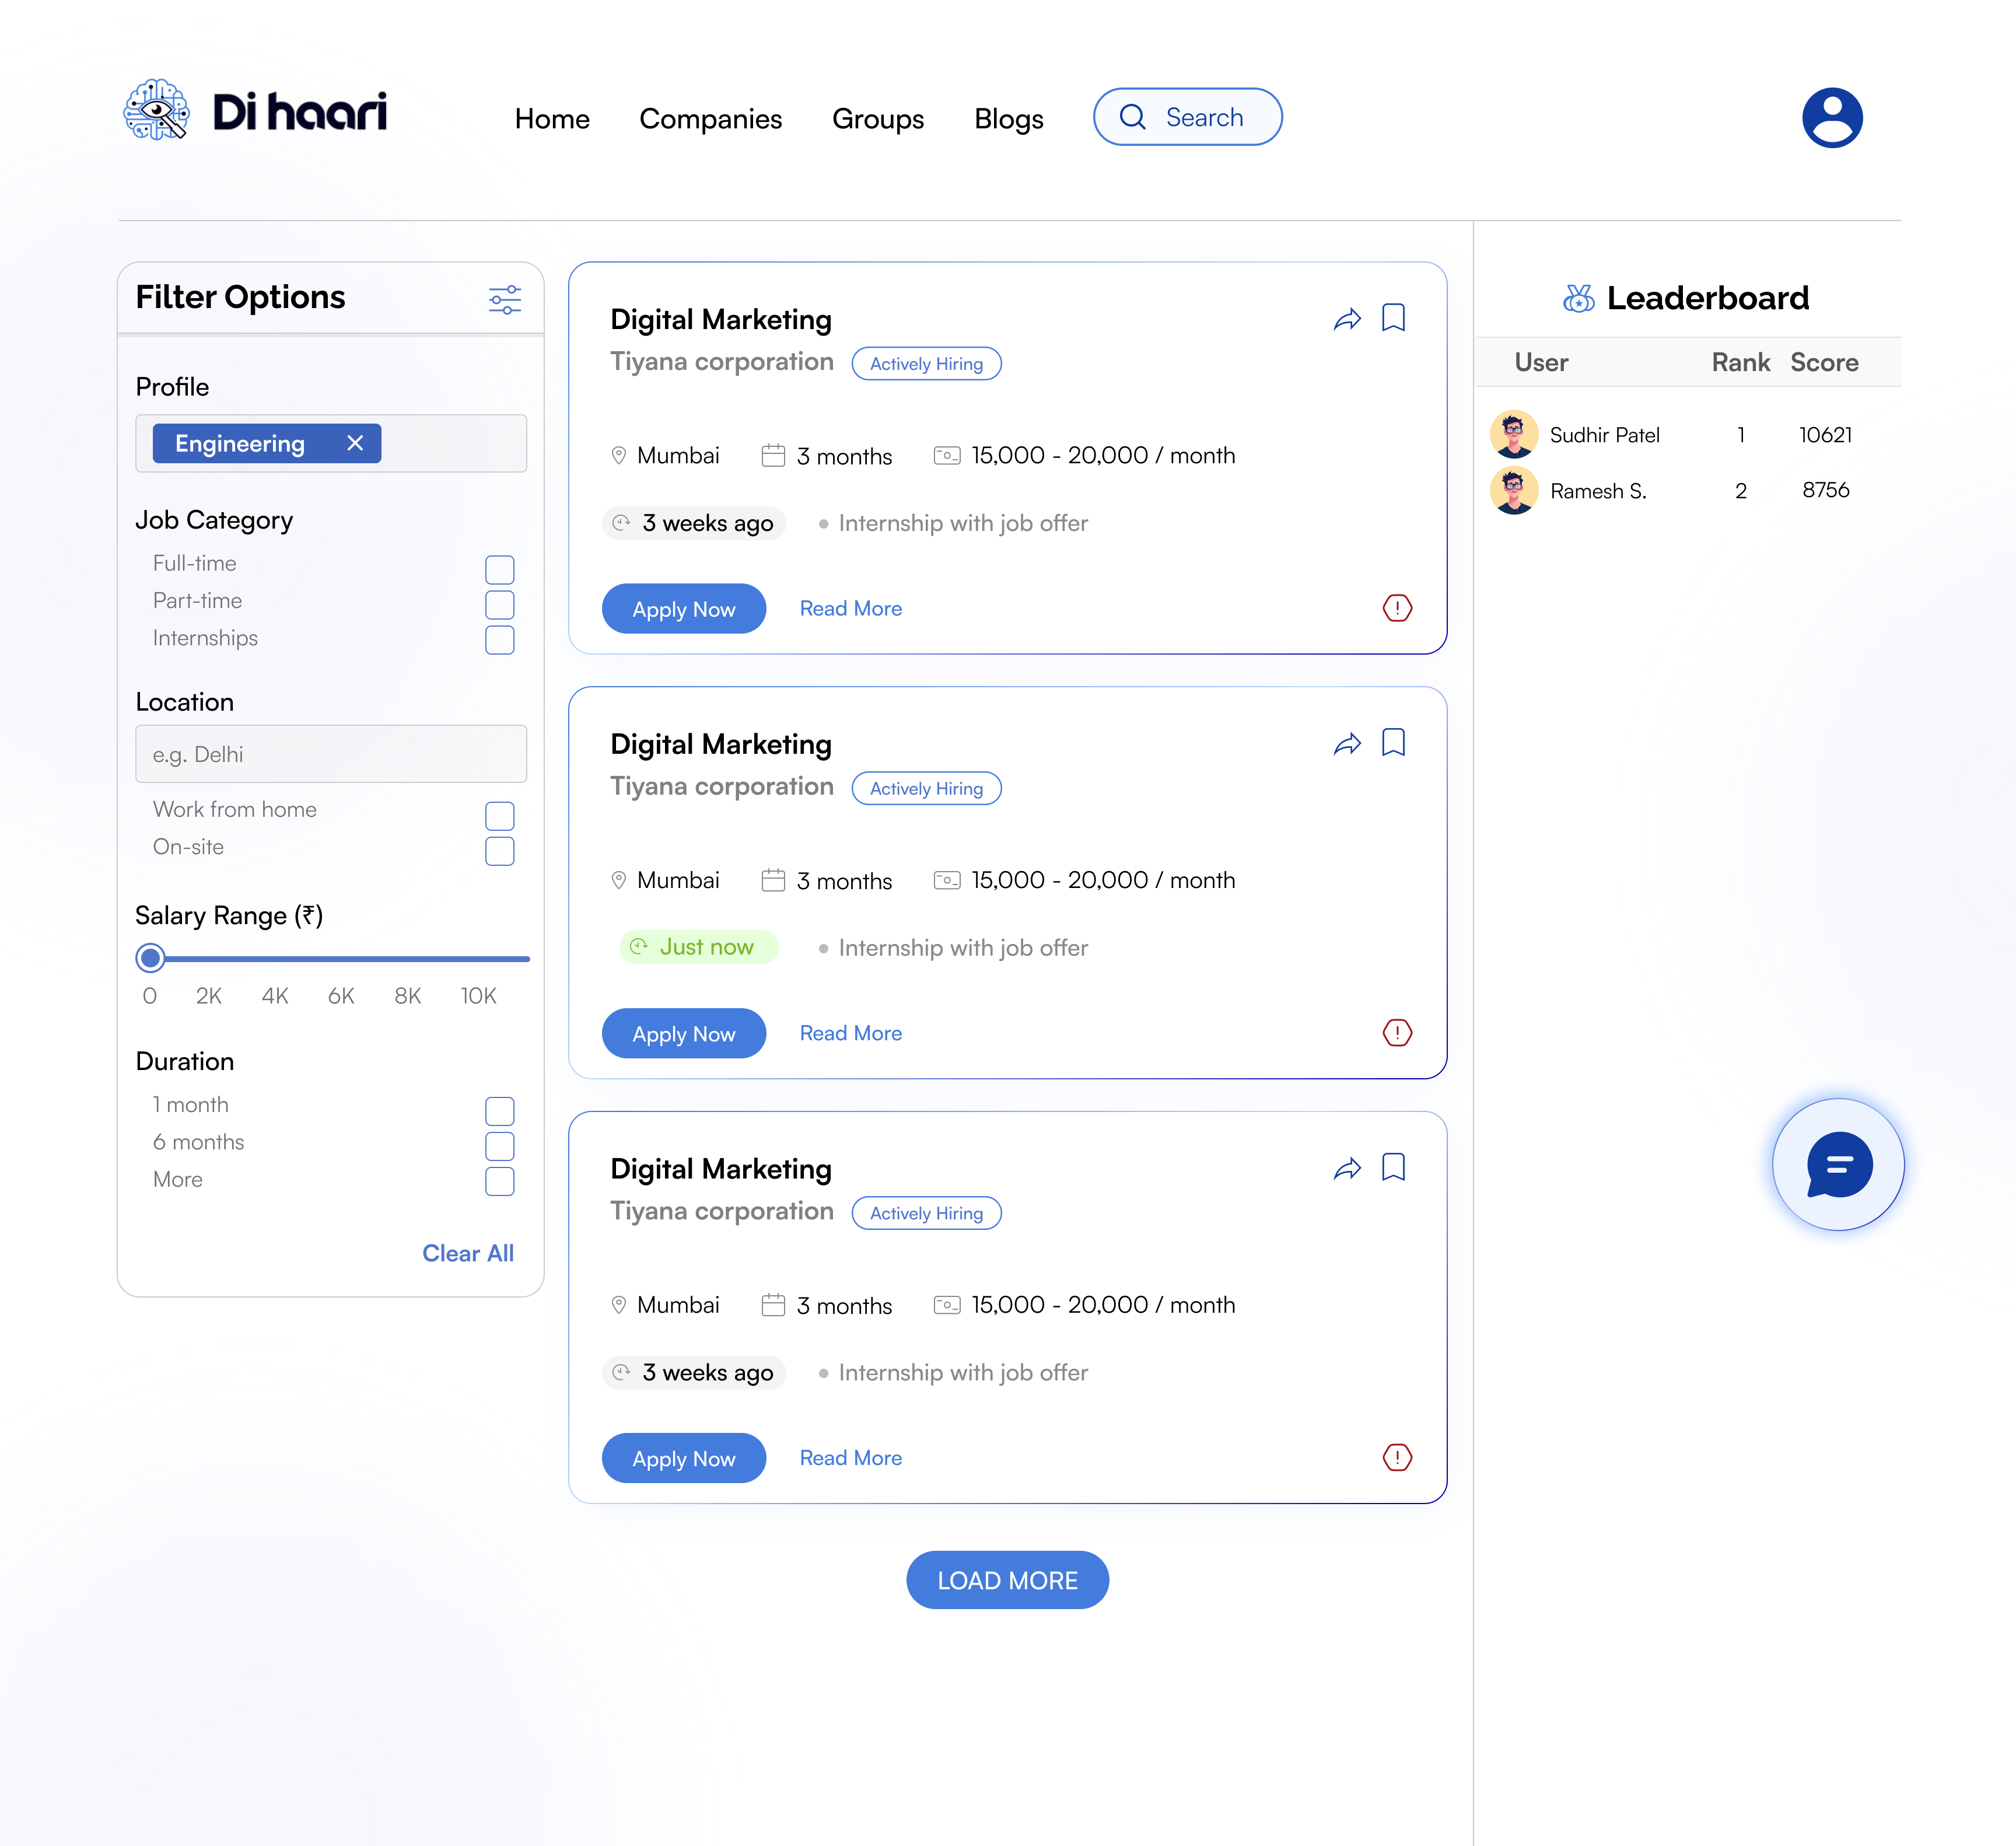 Di haari
Home Companies Groups Blogs Search
Filter Options
Profile
Engineering
Job Category
Full-time
Part-time
Internships
Location
e.g. Delhi
Work from home
On-site
Salary Range (₹)
0 2K 4K 6K 8K 10K
Duration
1 month
6 months
More
Clear All
Digital Marketing
Tiyana corporation Actively Hiring
Mumbai 3 months 15,000 - 20,000 / month
3 weeks ago • Internship with job offer
Apply Now Read More
Digital Marketing
Tiyana corporation Actively Hiring
Mumbai 3 months 15,000 - 20,000 / month
Just now • Internship with job offer
Apply Now Read More
Digital Marketing
Tiyana corporation Actively Hiring
Mumbai 3 months 15,000 - 20,000 / month
3 weeks ago • Internship with job offer
Apply Now Read More
LOAD MORE
Leaderboard
User Rank Score
Sudhir Patel 1 10621
Ramesh S. 2 8756